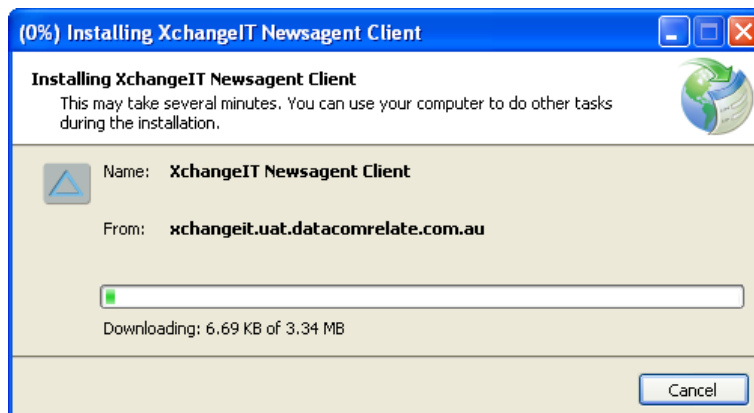 (0%) Installing XchangeIT Newsagent Client
Installing XchangeIT Newsagent Client
This may take several minutes. You can use your computer to do other tasks
during the installation.
Name: XchangeIT Newsagent Client
From: xchangeit.uat.datacomrelate.com.au
Downloading: 6.69 KB of 3.34 MB
Cancel